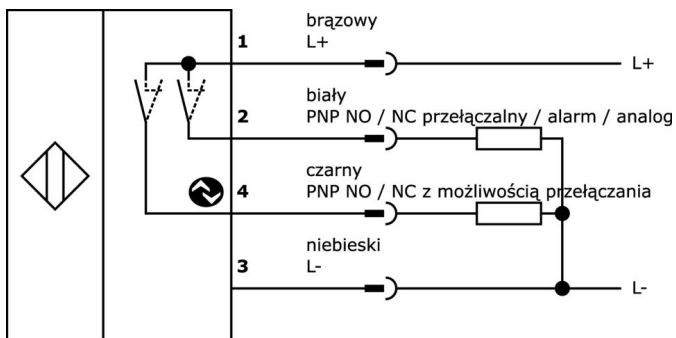 brązowy
1 L+ L+
biały
2 PNP NO / NC przełączalny / alarm / analog
czarny
4 PNP NO / NC z możliwością przełączania
niebieski
3 L- L-